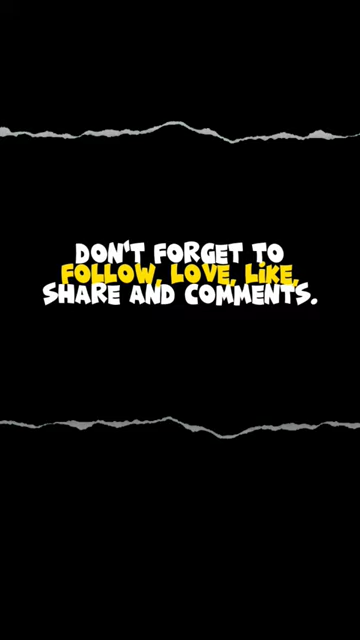 DON'T FORGET TO
FOLLOW, LOVE, LIKE,
SHARE AND COMMENTS.